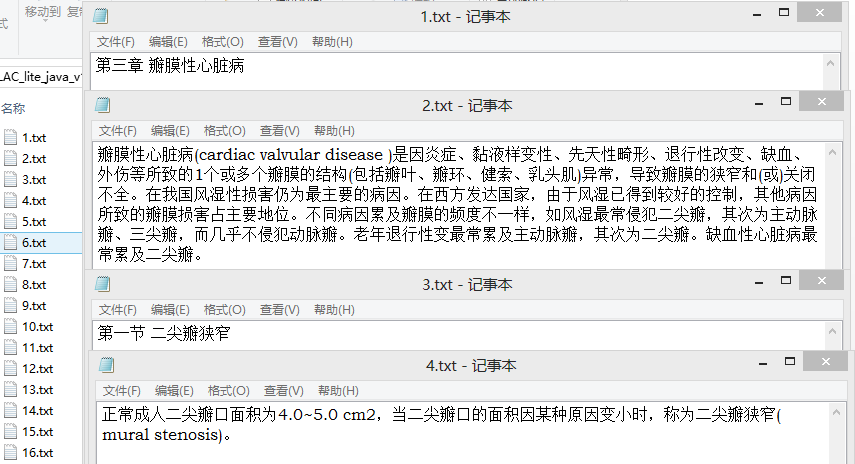 移动到 复制
式
LAC_lite_java_v
名称
1.txt
2.txt
3.txt
4.txt
5.txt
6.txt
7.txt
8.txt
9.txt
10.txt
11.txt
12.txt
13.txt
14.txt
15.txt
16.txt
1.txt - 记事本
文件(F) 编辑(E) 格式(O) 查看(V) 帮助(H)
第三章 瓣膜性心脏病
2.txt - 记事本
文件(F) 编辑(E) 格式(O) 查看(V) 帮助(H)
瓣膜性心脏病(cardiac valvular disease )是因炎症、黏液样变性、先天性畸形、退行性改变、缺血、
外伤等所致的1个或多个瓣膜的结构(包括瓣叶、瓣环、健索、乳头肌)异常，导致瓣膜的狭窄和(或)关闭
不全。在我国风湿性损害仍为最主要的病因。在西方发达国家，由于风湿已得到较好的控制，其他病因
所致的瓣膜损害占主要地位。不同病因累及瓣膜的频度不一样，如风湿最常侵犯二尖瓣，其次为主动脉
瓣、三尖瓣，而几乎不侵犯动脉瓣。老年退行性变最常累及主动脉瓣，其次为二尖瓣。缺血性心脏病最
常累及二尖瓣。
3.txt - 记事本
文件(F) 编辑(E) 格式(O) 查看(V) 帮助(H)
第一节 二尖瓣狭窄
4.txt - 记事本
文件(F) 编辑(E) 格式(O) 查看(V) 帮助(H)
正常成人二尖瓣口面积为4.0~5.0 cm2，当二尖瓣口的面积因某种原因变小时，称为二尖瓣狭窄(
mural stenosis)。